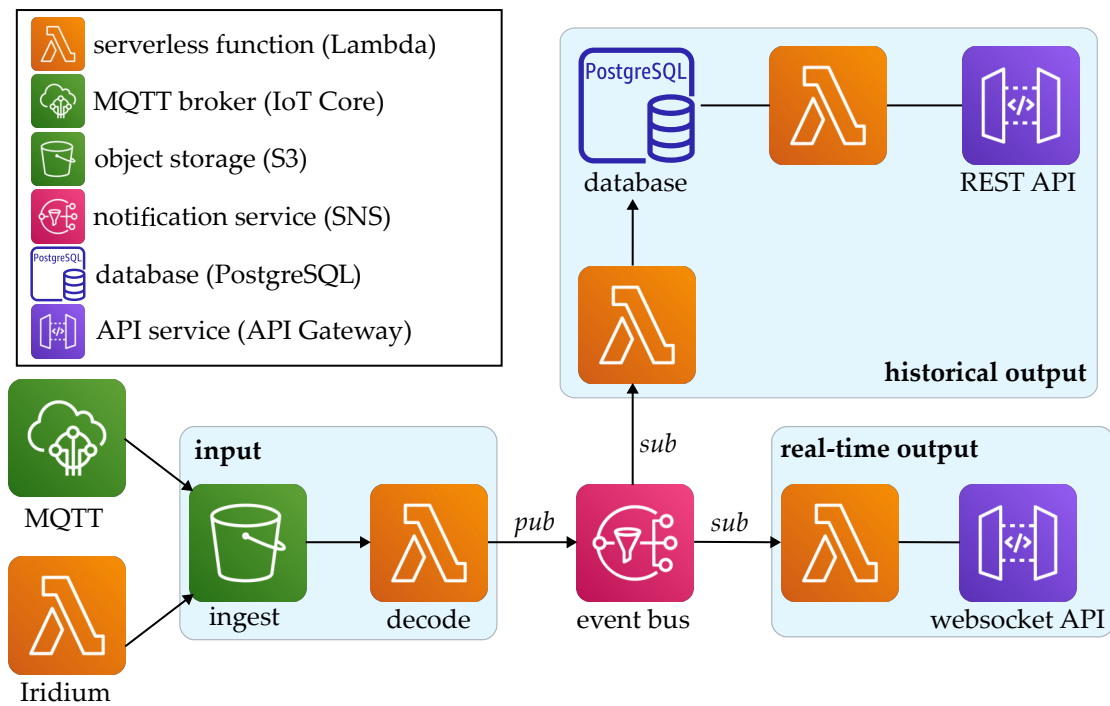 serverless function (Lambda)
MQTT broker (IoT Core)
object storage (S3)
notification service (SNS)
PostgreSQL
database (PostgreSQL)
</>
API service (API Gateway)
PostgreSQL
database
</>
REST API
historical output
MQTT
Iridium
input
ingest
decode
pub
event bus
sub
sub
real-time output
</>
websocket API